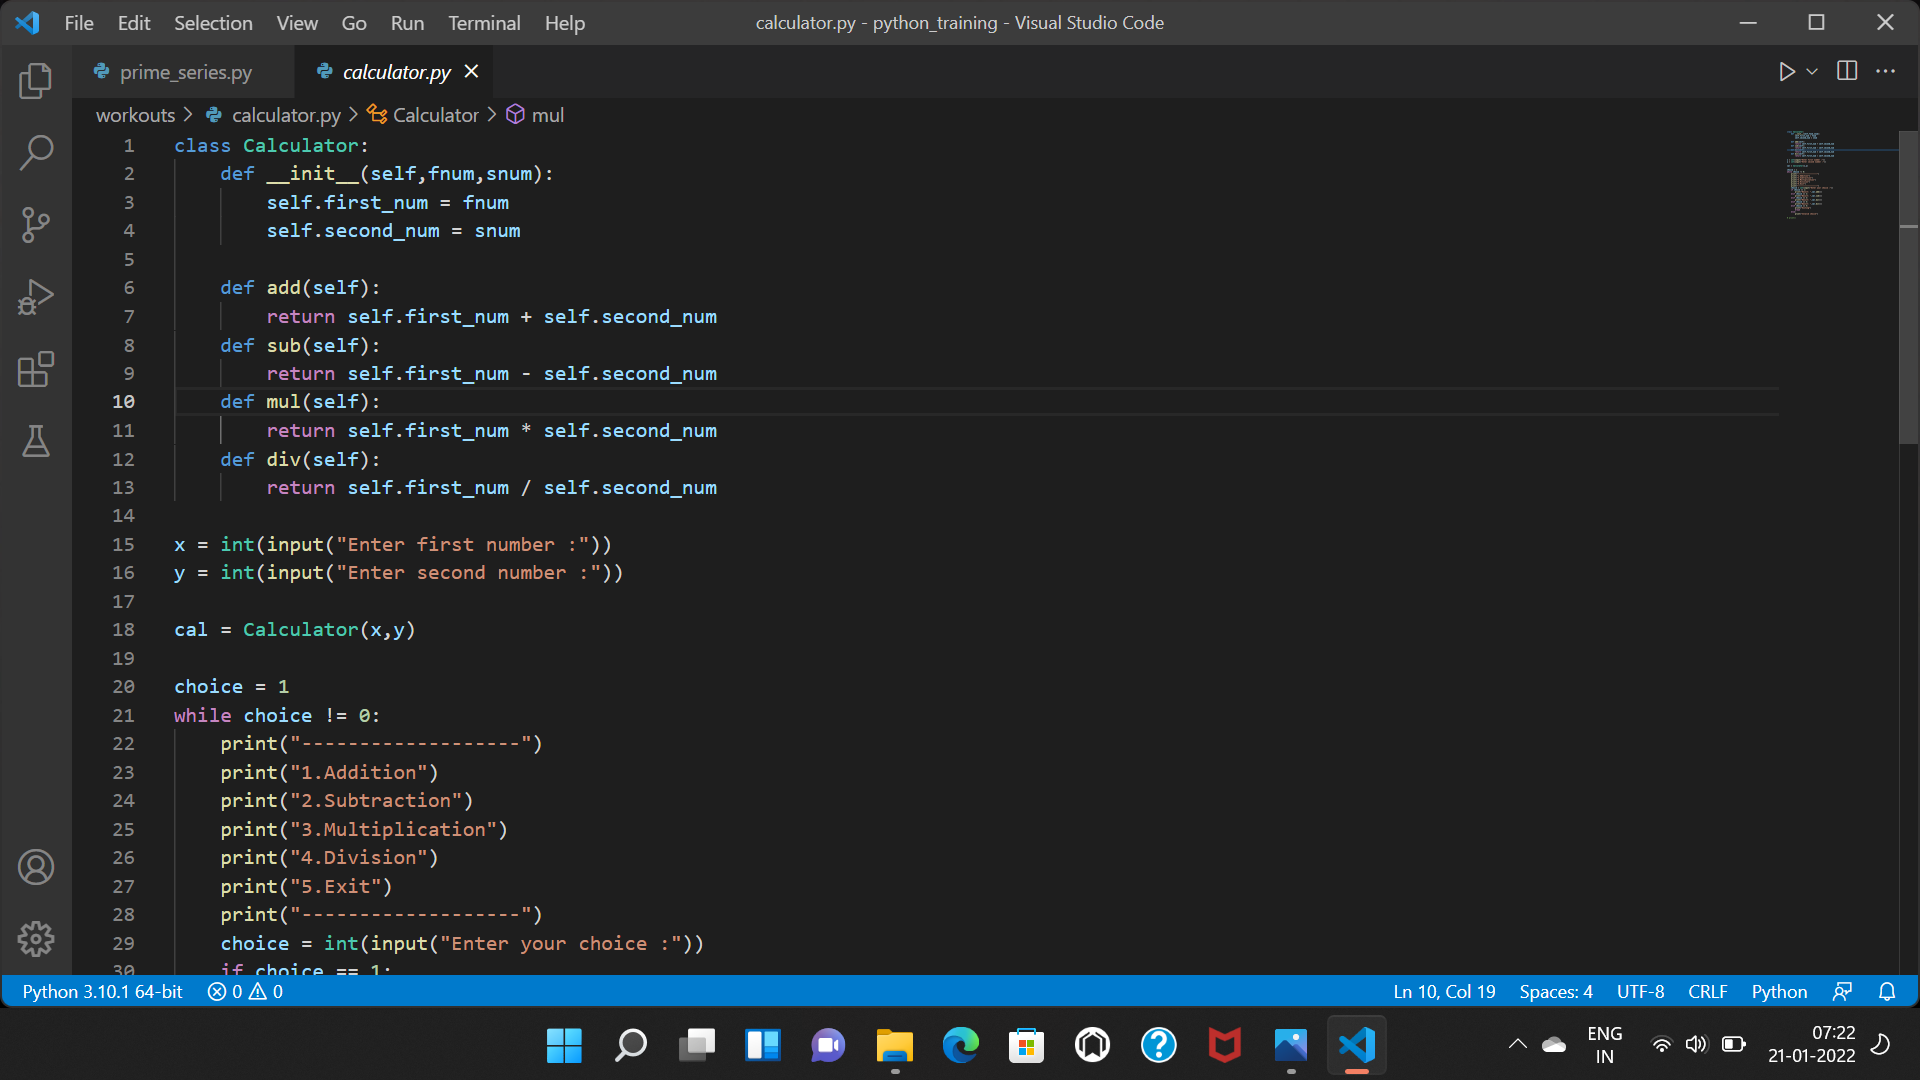 File Edit Selection View Go Run Terminal Help calculator.py - python_training - Visual Studio Code
prime_series.py calculator.py
workouts > calculator.py > Calculator > mul
1 class Calculator:
2     def __init__(self,fnum,snum):
3         self.first_num = fnum
4         self.second_num = snum
5
6     def add(self):
7         return self.first_num + self.second_num
8     def sub(self):
9         return self.first_num - self.second_num
10     def mul(self):
11         return self.first_num * self.second_num
12     def div(self):
13         return self.first_num / self.second_num
14
15 x = int(input("Enter first number :"))
16 y = int(input("Enter second number :"))
17
18 cal = Calculator(x,y)
19
20 choice = 1
21 while choice != 0:
22     print("-------------------")
23     print("1.Addition")
24     print("2.Subtraction")
25     print("3.Multiplication")
26     print("4.Division")
27     print("5.Exit")
28     print("-------------------")
29     choice = int(input("Enter your choice :"))
30     if choice == 1:
Python 3.10.1 64-bit 0 0 Ln 10, Col 19 Spaces: 4 UTF-8 CRLF Python
ENG 07:22
IN 21-01-2022